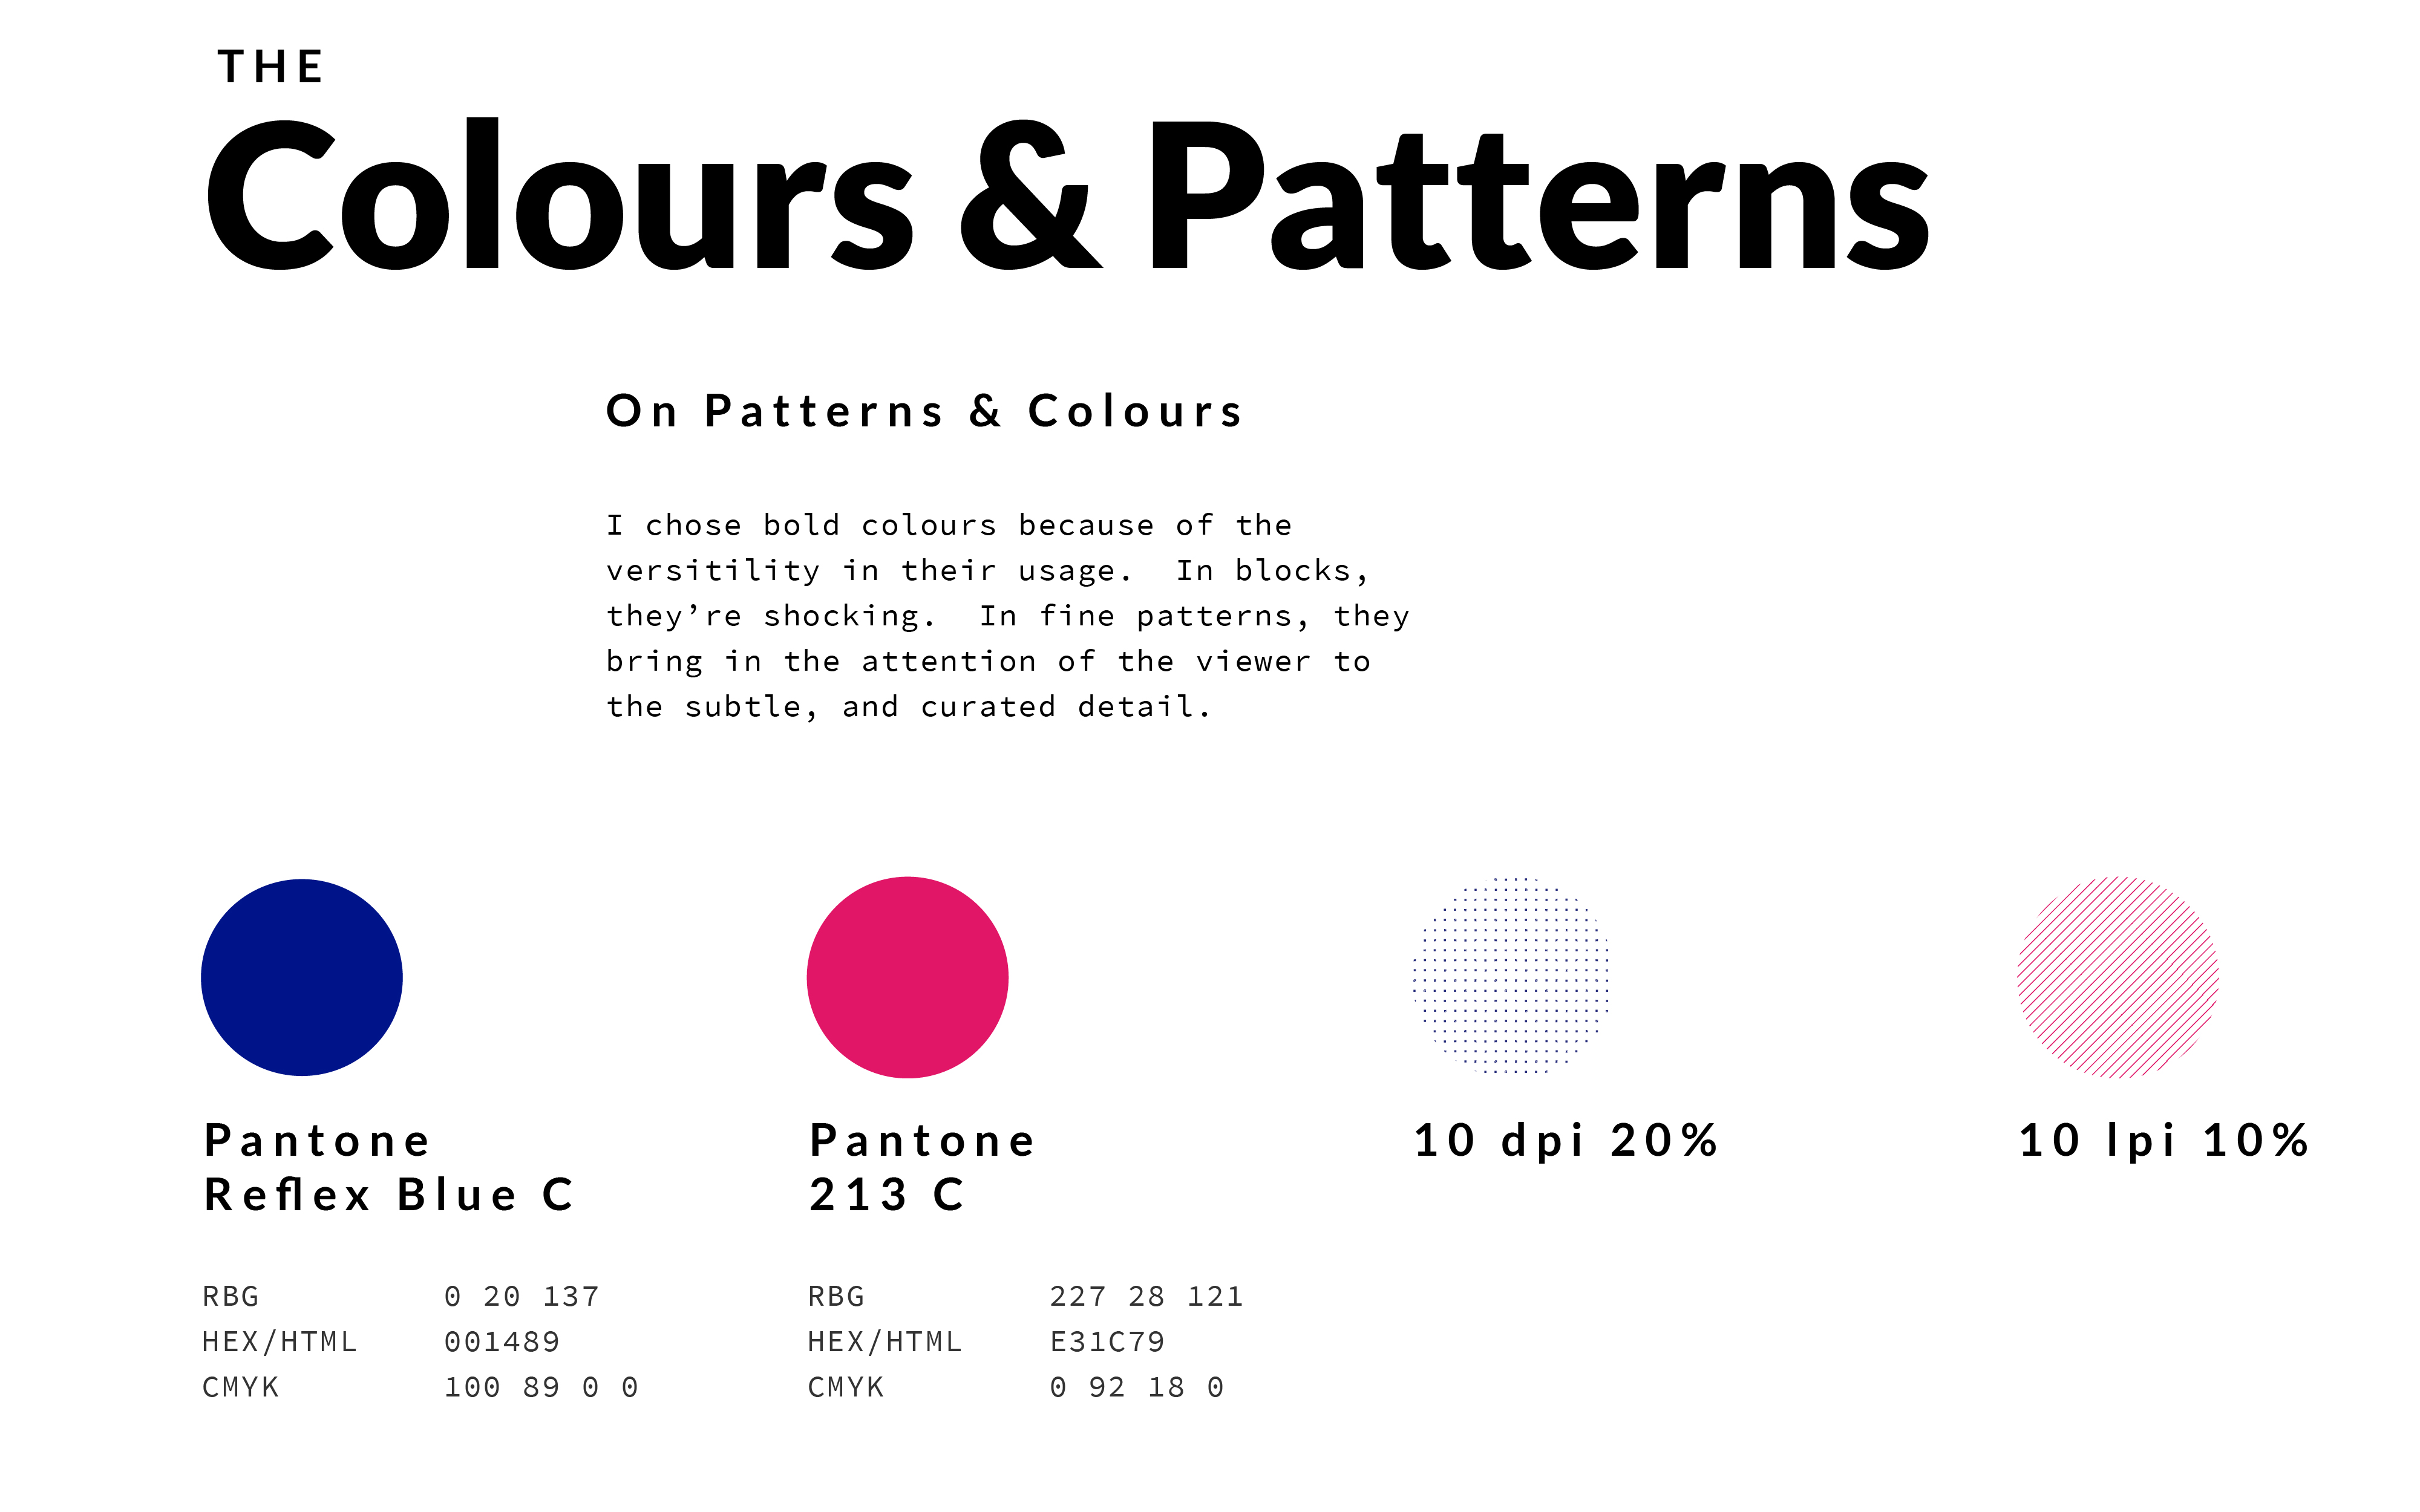 THE
Colours & Patterns
On Patterns & Colours
I chose bold colours because of the
versitility in their usage.  In blocks,
they’re shocking.  In fine patterns, they
bring in the attention of the viewer to
the subtle, and curated detail.
Pantone
Reflex Blue C
RBG 0 20 137
HEX/HTML 001489
CMYK 100 89 0 0
Pantone
213 C
RBG 227 28 121
HEX/HTML E31C79
CMYK 0 92 18 0
10 dpi 20%
10 lpi 10%